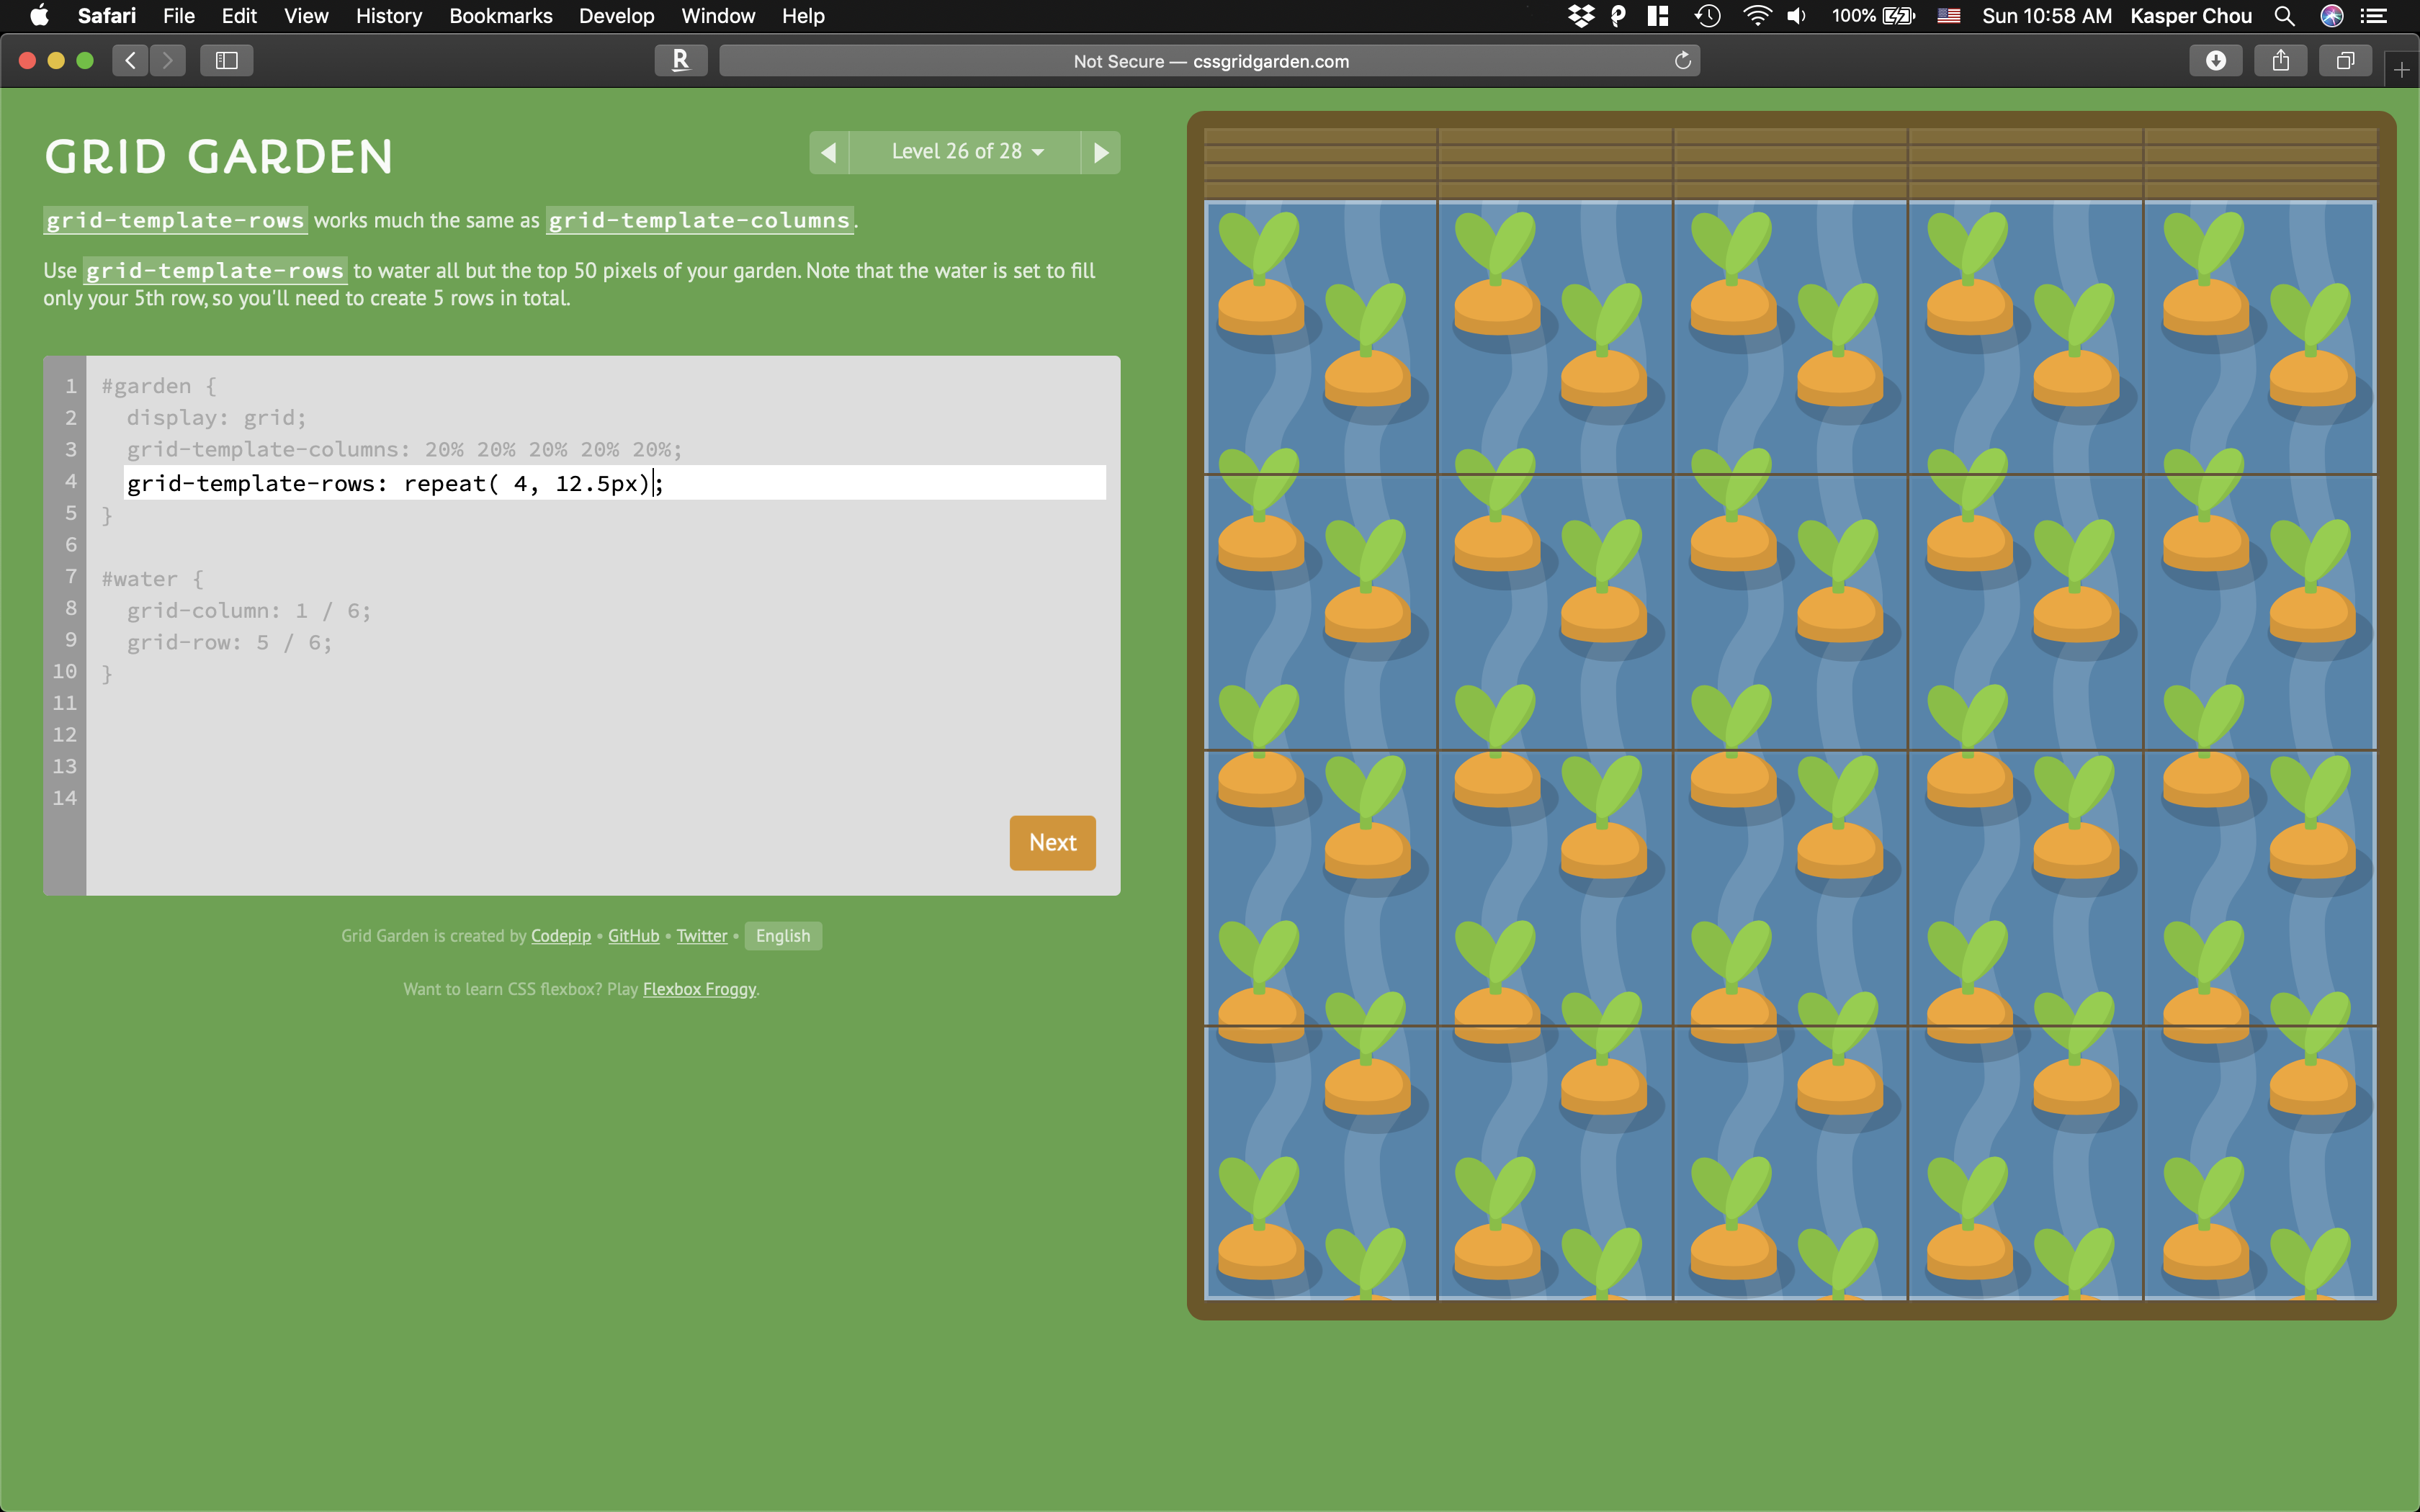 Safari File Edit View History Bookmarks Develop Window Help 100% Sun 10:58 AM Kasper Chou
R Not Secure — cssgridgarden.com
GRID GARDEN
Level 26 of 28
grid-template-rows works much the same as grid-template-columns.
Use grid-template-rows to water all but the top 50 pixels of your garden. Note that the water is set to fill
only your 5th row, so you'll need to create 5 rows in total.
1 #garden {
2 display: grid;
3 grid-template-columns: 20% 20% 20% 20% 20%;
4 grid-template-rows: repeat( 4, 12.5px);
5 }
6
7 #water {
8 grid-column: 1 / 6;
9 grid-row: 5 / 6;
10 }
11
12
13
14
Next
Grid Garden is created by Codepip • GitHub • Twitter • English
Want to learn CSS flexbox? Play Flexbox Froggy.